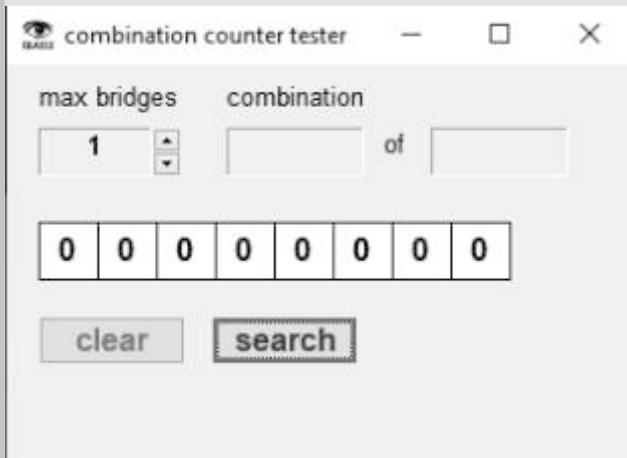 combination counter tester
max bridges combination
1 of
0 0 0 0 0 0 0 0
clear search